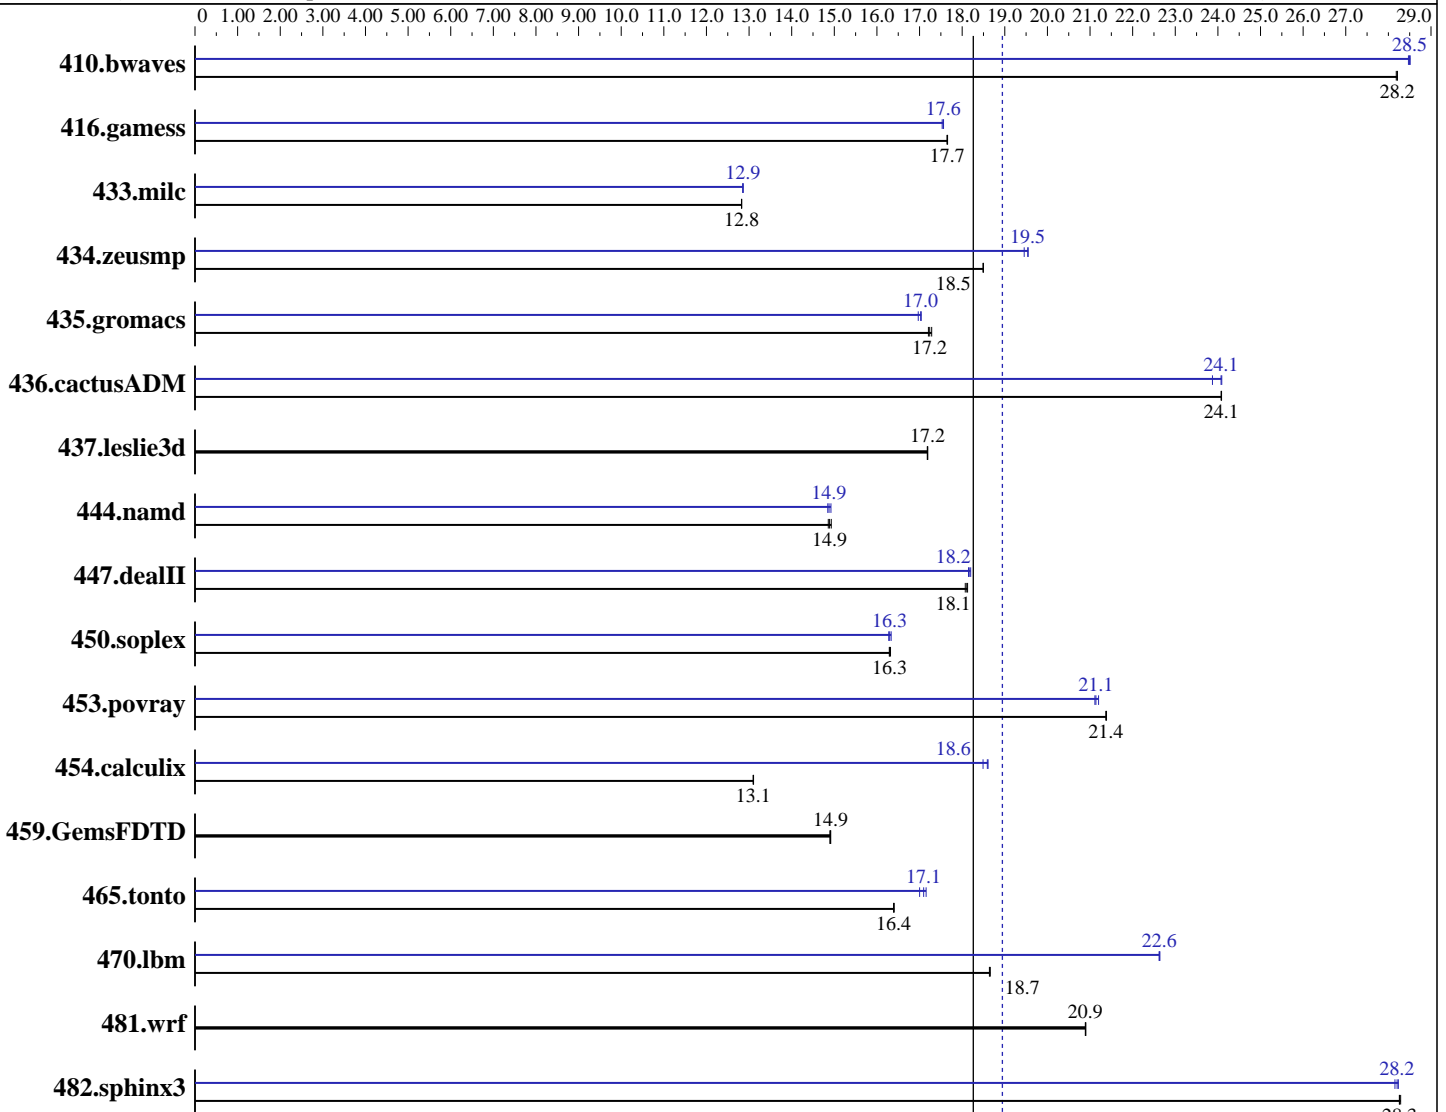 0 1.00 2.00 3.00 4.00 5.00 6.00 7.00 8.00 9.00 10.0 11.0 12.0 13.0 14.0 15.0 16.0 17.0 18.0 19.0 20.0 21.0 22.0 23.0 24.0 25.0 26.0 27.0 29.0
28.5
410.bwaves
28.2
17.6
416.gamess
17.7
12.9
433.milc
12.8
19.5
434.zeusmp
18.5
17.0
435.gromacs
17.2
24.1
436.cactusADM
24.1
17.2
437.leslie3d
14.9
444.namd
14.9
18.2
447.dealII
18.1
16.3
450.soplex
16.3
21.1
453.povray
21.4
18.6
454.calculix
13.1
14.9
459.GemsFDTD
17.1
465.tonto
16.4
22.6
470.lbm
18.7
20.9
481.wrf
28.2
482.sphinx3